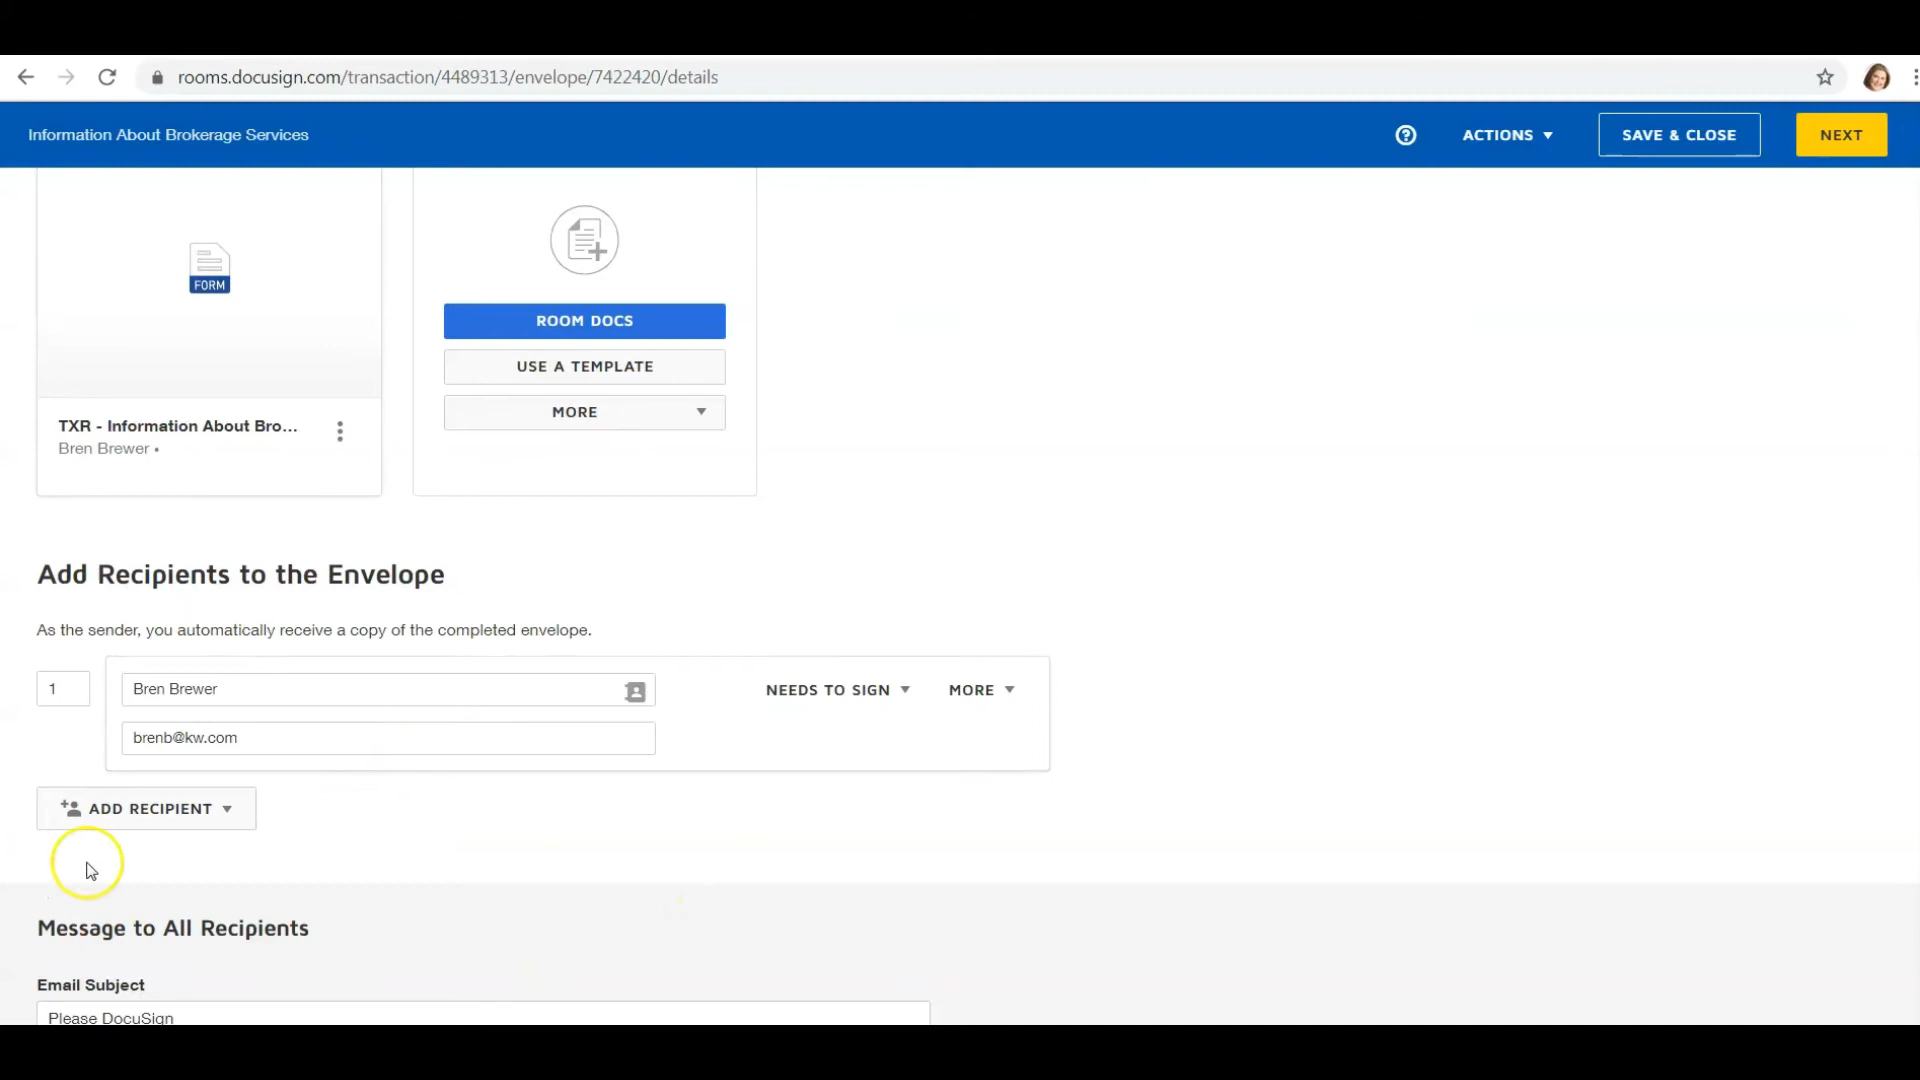 rooms.docusign.com/transaction/4489313/envelope/7422420/details
Information About Brokerage Services
ACTIONS
SAVE & CLOSE
NEXT
FORM
ROOM DOCS
USE A TEMPLATE
MORE
TXR - Information About Bro...
Bren Brewer •
Add Recipients to the Envelope
As the sender, you automatically receive a copy of the completed envelope.
1
Bren Brewer
NEEDS TO SIGN
MORE
brenb@kw.com
ADD RECIPIENT
Message to All Recipients
Email Subject
Please DocuSign